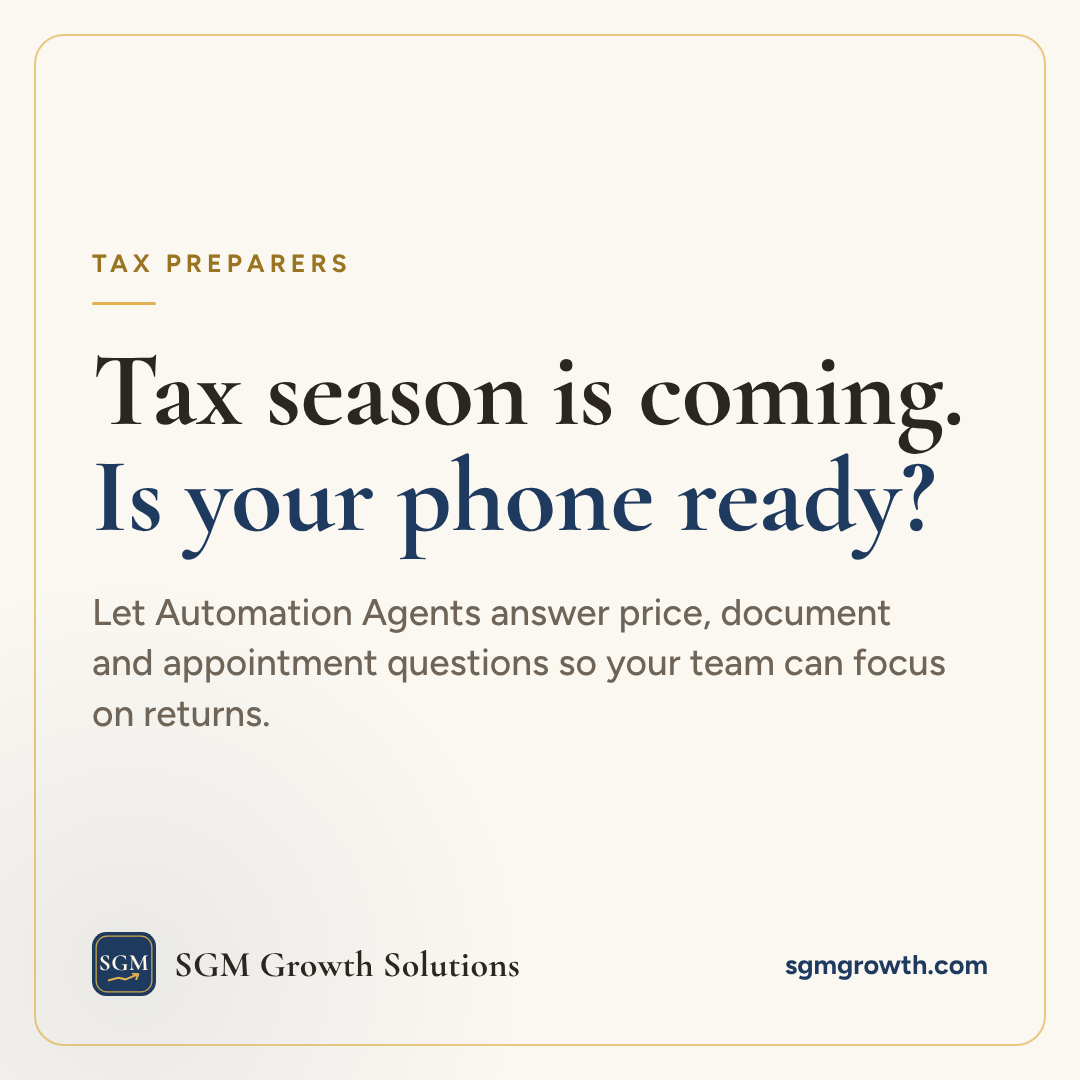 TAX PREPARERS
Tax season is coming.
Is your phone ready?
Let Automation Agents answer price, document
and appointment questions so your team can focus
on returns.
SGM
SGM Growth Solutions
sgmgrowth.com